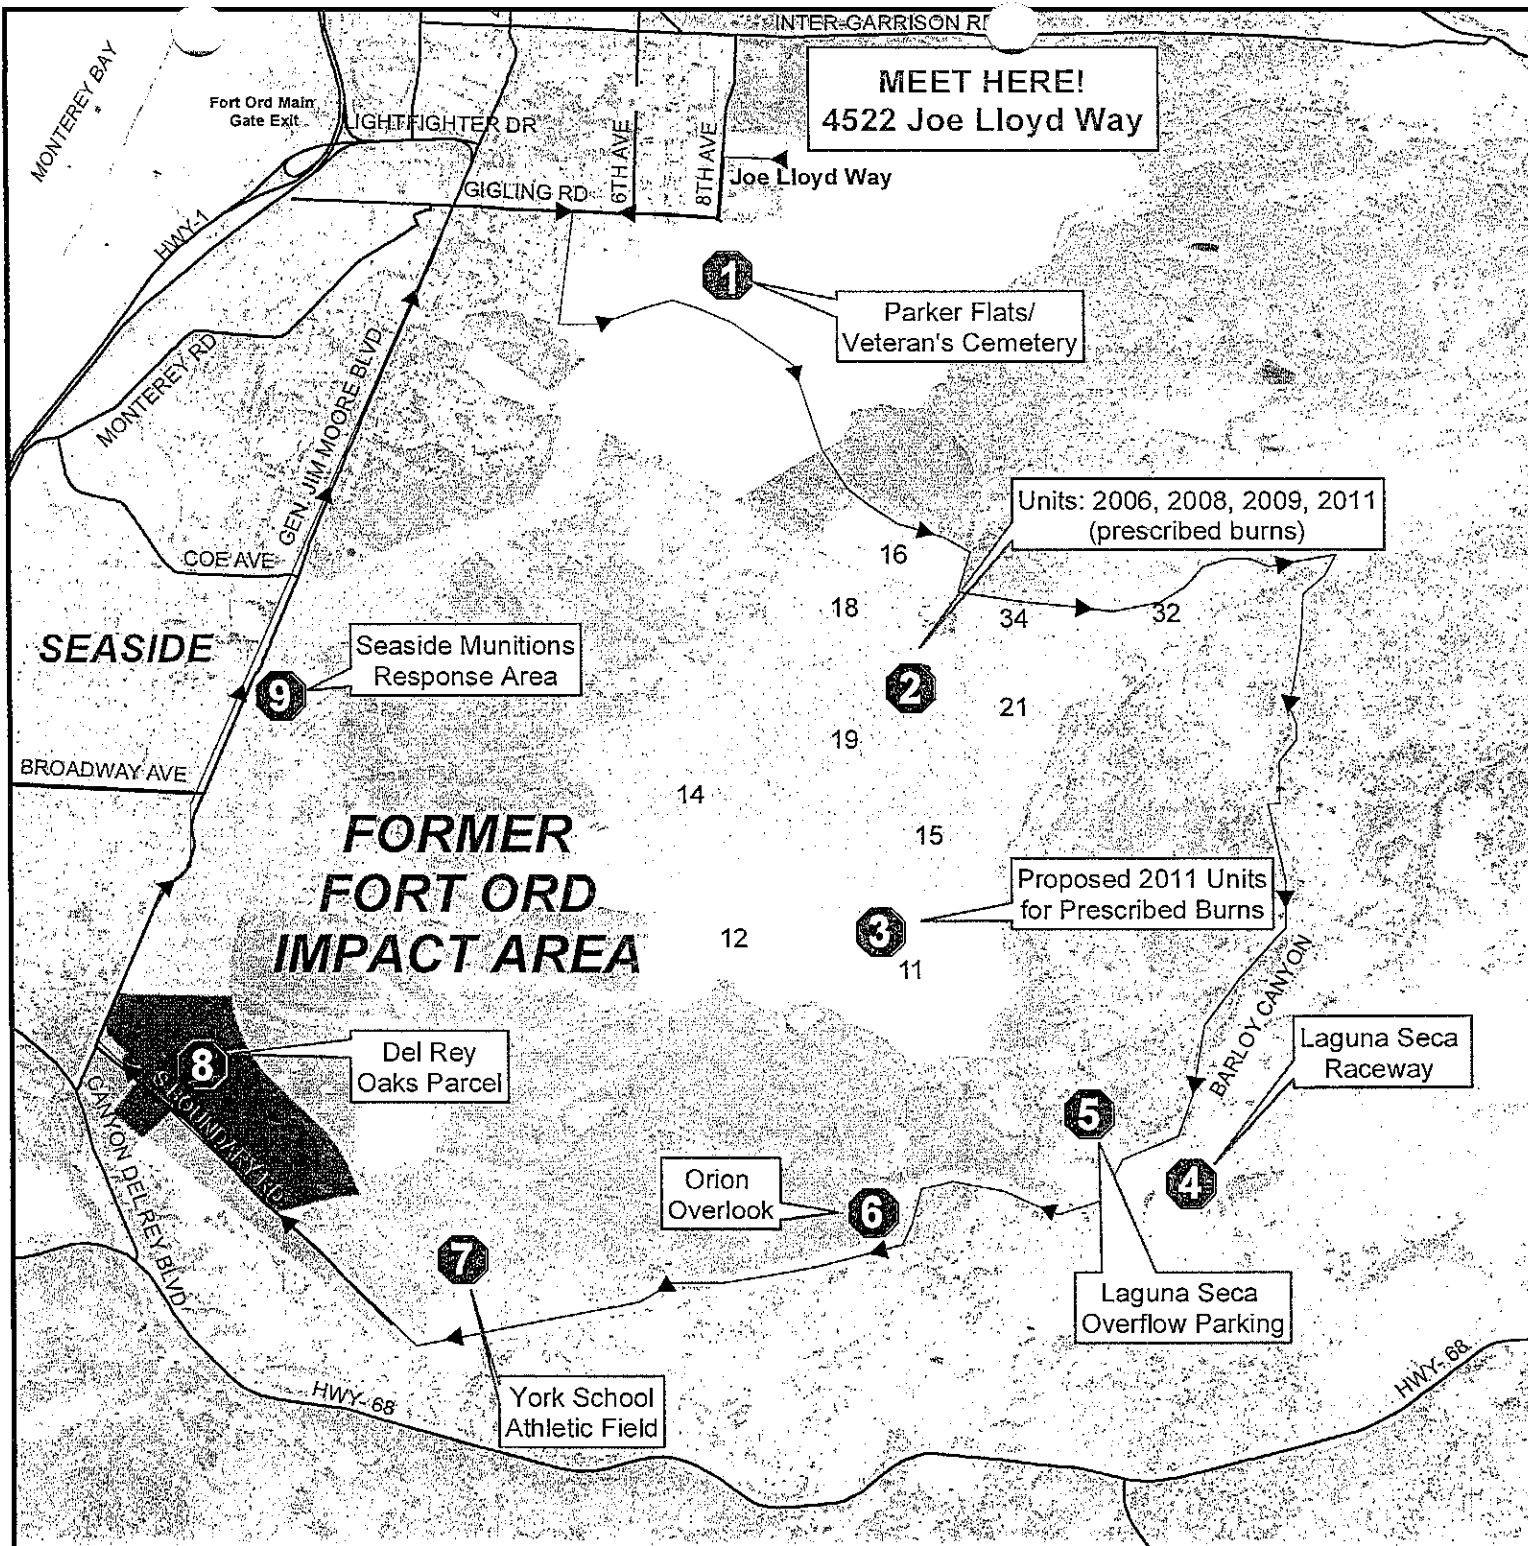 INTER-GARRISON RD
MONTEREY BAY
MEET HERE!
4522 Joe Lloyd Way
Fort Ord Main
Gate Exit
LIGHTFIGHTER DR
6TH AVE
8TH AVE
Joe Lloyd Way
GIGLING RD
HWY-1
1
Parker Flats/
Veteran's Cemetery
MONTEREY RD
GEN JIM MOORE BLVD
Units: 2006, 2008, 2009, 2011
(prescribed burns)
COE AVE
16
18
34
32
SEASIDE
Seaside Munitions
Response Area
9
2
21
19
BROADWAY AVE
14
FORMER
FORT ORD
IMPACT AREA
15
Proposed 2011 Units
for Prescribed Burns
3
12
11
BARLOY CANYON
8
Del Rey
Oaks Parcel
S BOUNDARY RD
CANYON DEL REY BLVD
Laguna Seca
Raceway
5
4
Orion
Overlook
6
7
Laguna Seca
Overflow Parking
York School
Athletic Field
HWY-68
HWY-68